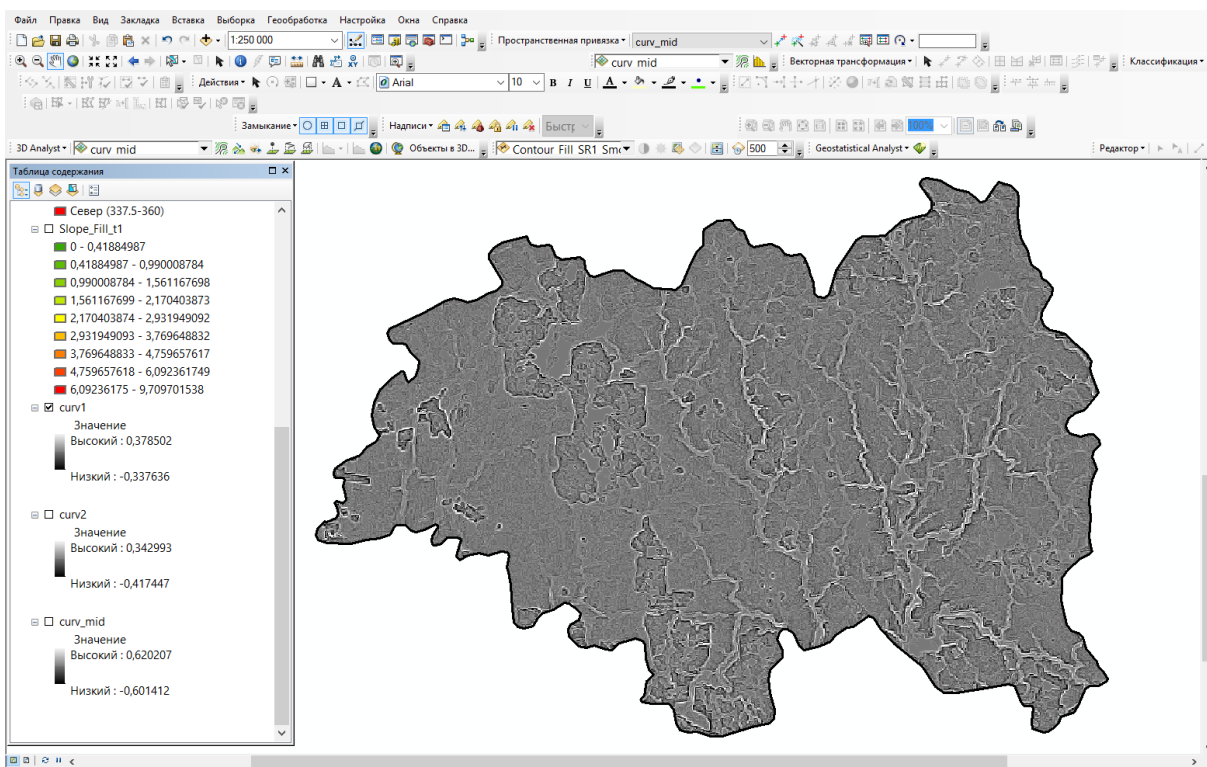 Файл Правка Вид Закладка Вставка Выборка Геообработка Настройка Окна Справка
1:250 000 Пространственная привязка curv_mid
curv mid Векторная трансформация Классификация
Действия A Arial 10 B I U A
Замыкание Надписи Быстр 100%
3D Analyst curv mid Объекты в 3D... Contour Fill SR1 Smo 500 Geostatistical Analyst Редактор
Таблица содержания
Север (337.5-360)
Slope_Fill_t1
0 - 0,41884987
0,41884987 - 0,990008784
0,990008784 - 1,561167698
1,561167699 - 2,170403873
2,170403874 - 2,931949092
2,931949093 - 3,769648832
3,769648833 - 4,759657617
4,759657618 - 6,092361749
6,09236175 - 9,709701538
curv1
Значение
Высокий : 0,378502
Низкий : -0,337636
curv2
Значение
Высокий : 0,342993
Низкий : -0,417447
curv_mid
Значение
Высокий : 0,620207
Низкий : -0,601412